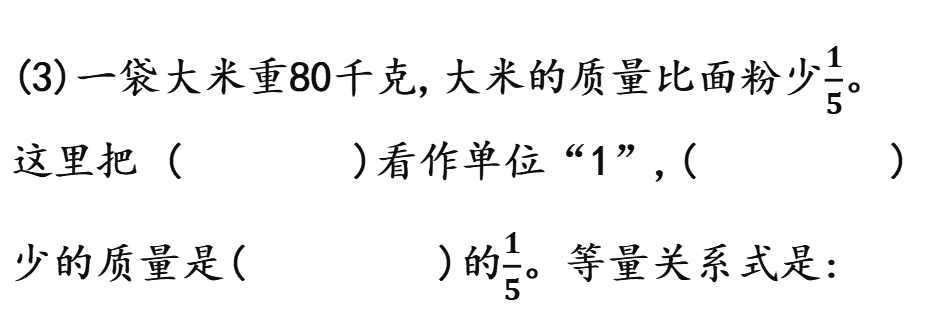 (3)一袋大米重80千克,大米的质量比面粉少1/5。
这里把 (          )看作单位“1”,(          )
少的质量是(          )的1/5。等量关系式是: